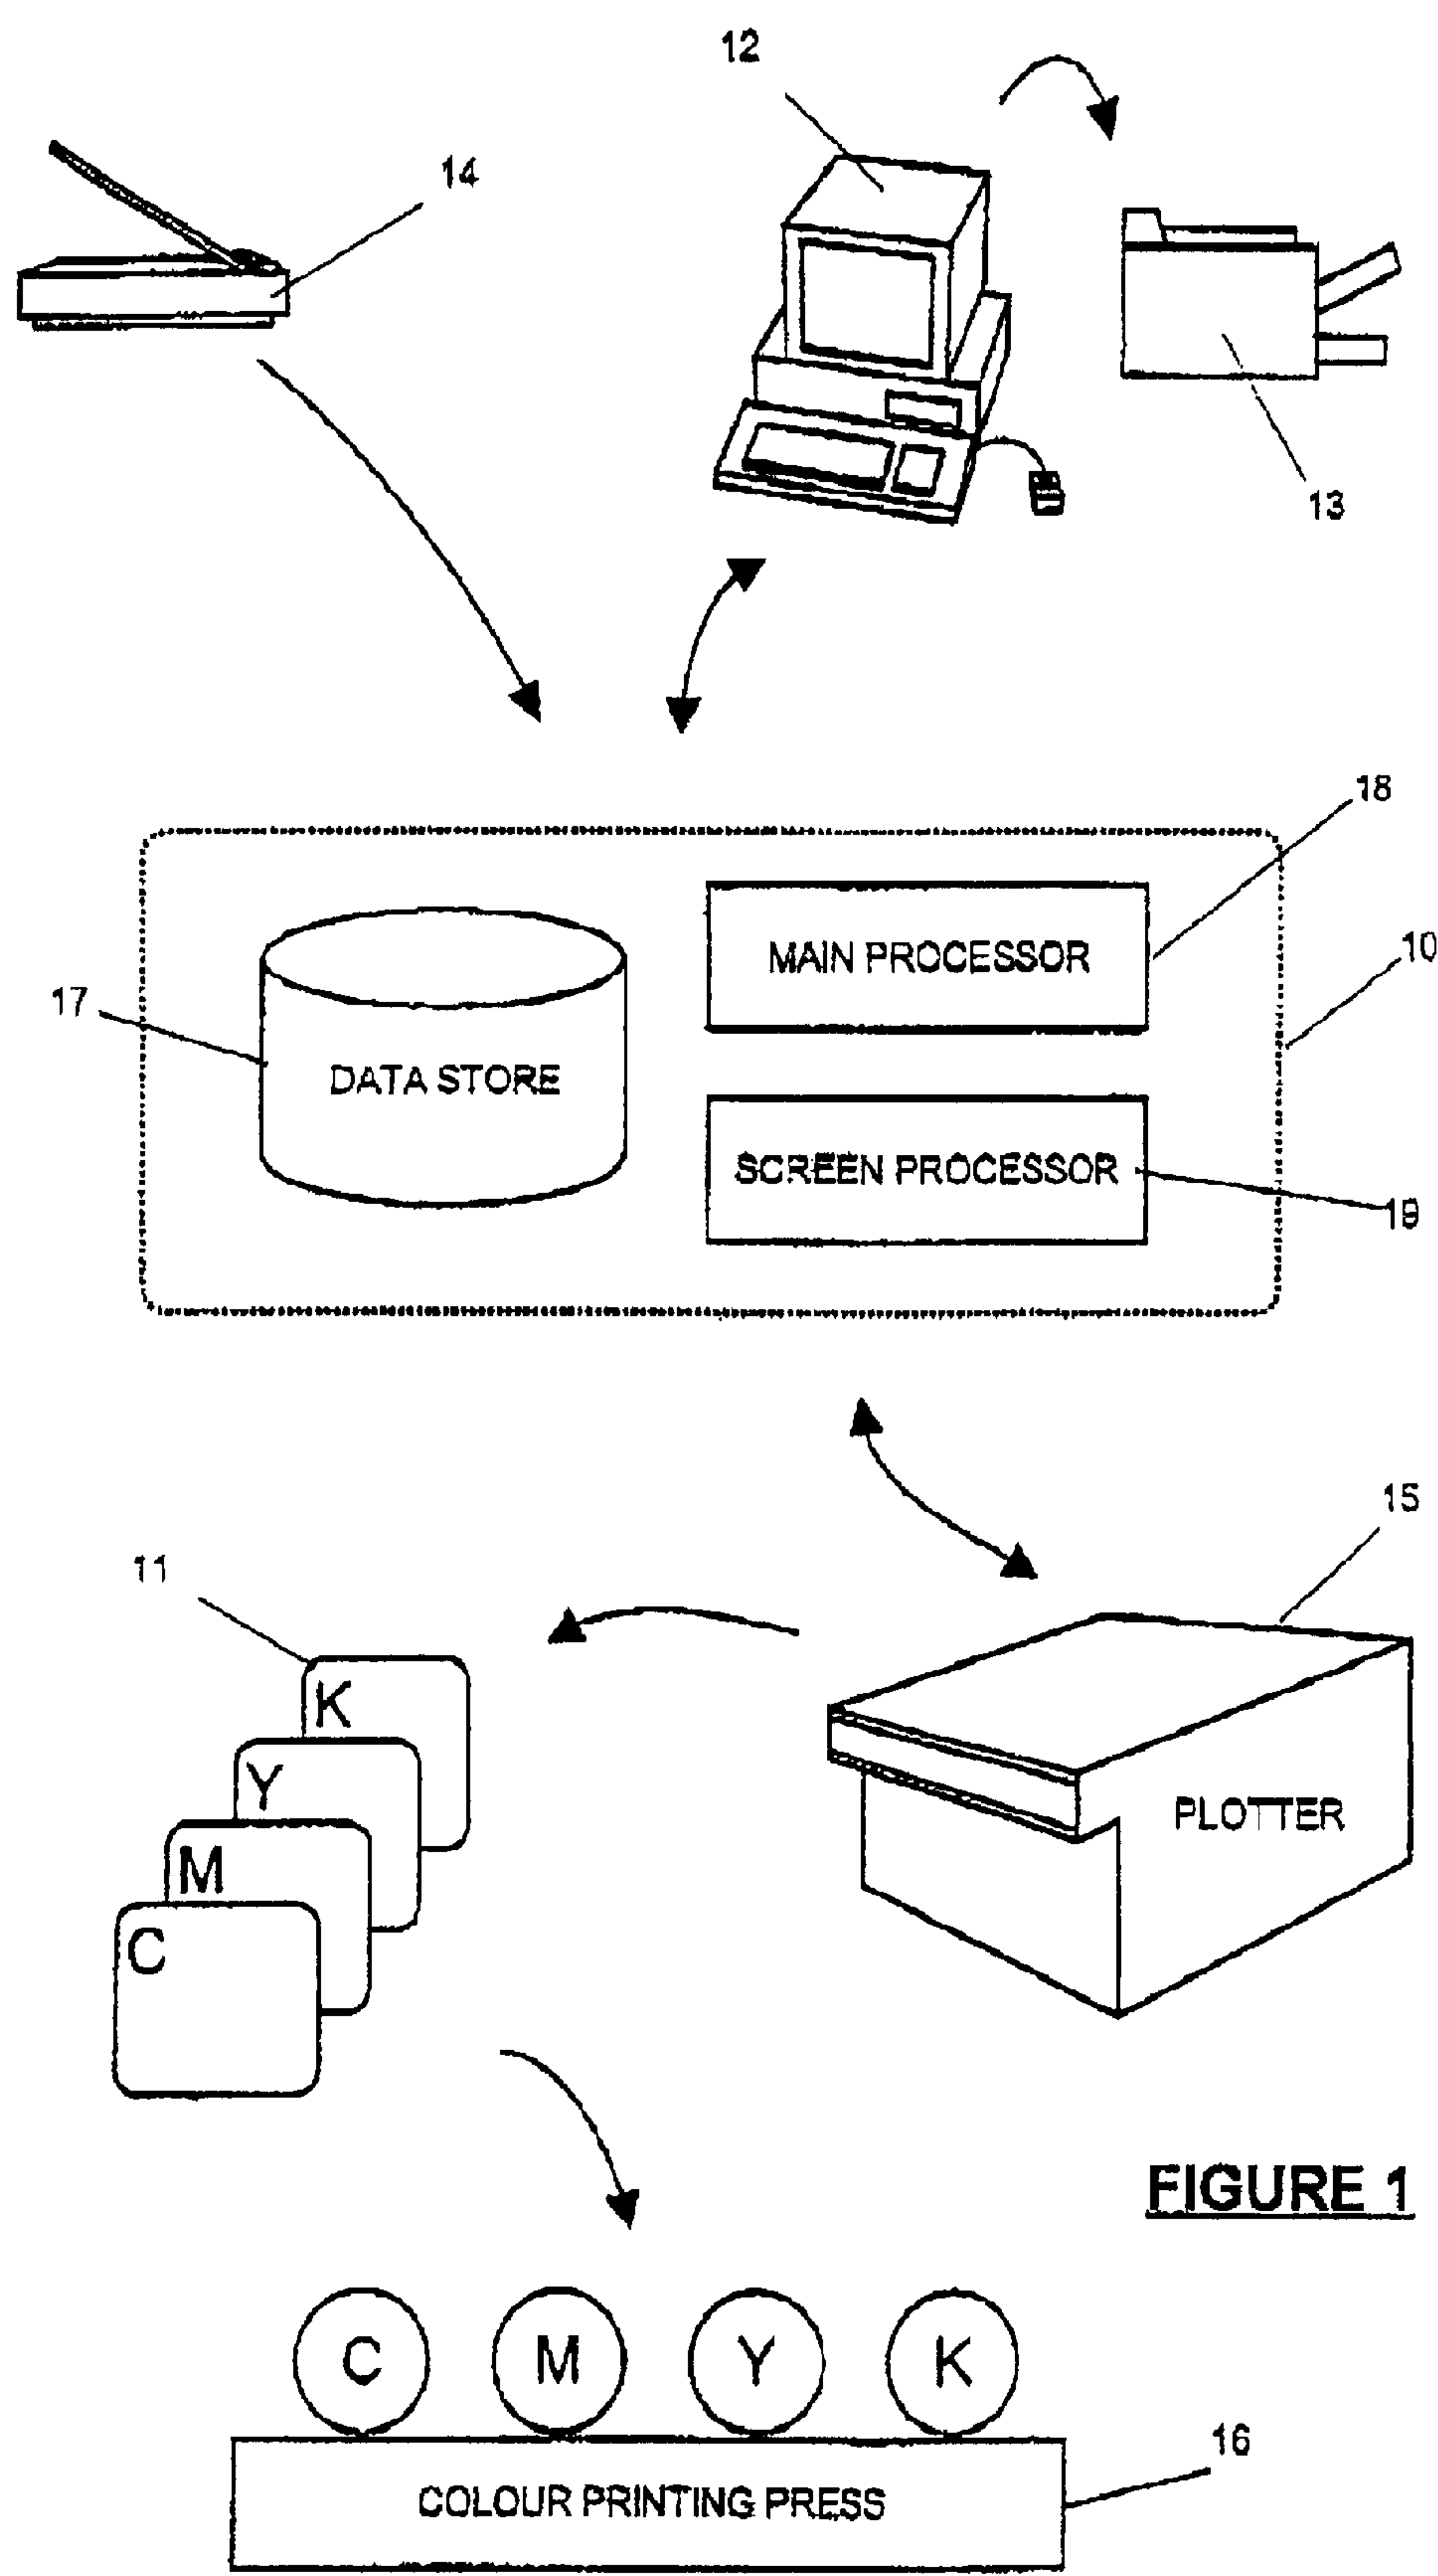 12
14
13
18
MAIN PROCESSOR
10
17
DATA STORE
SCREEN PROCESSOR
19
15
11
K
Y
PLOTTER
M
C
FIGURE 1
C M Y K
16
COLOUR PRINTING PRESS